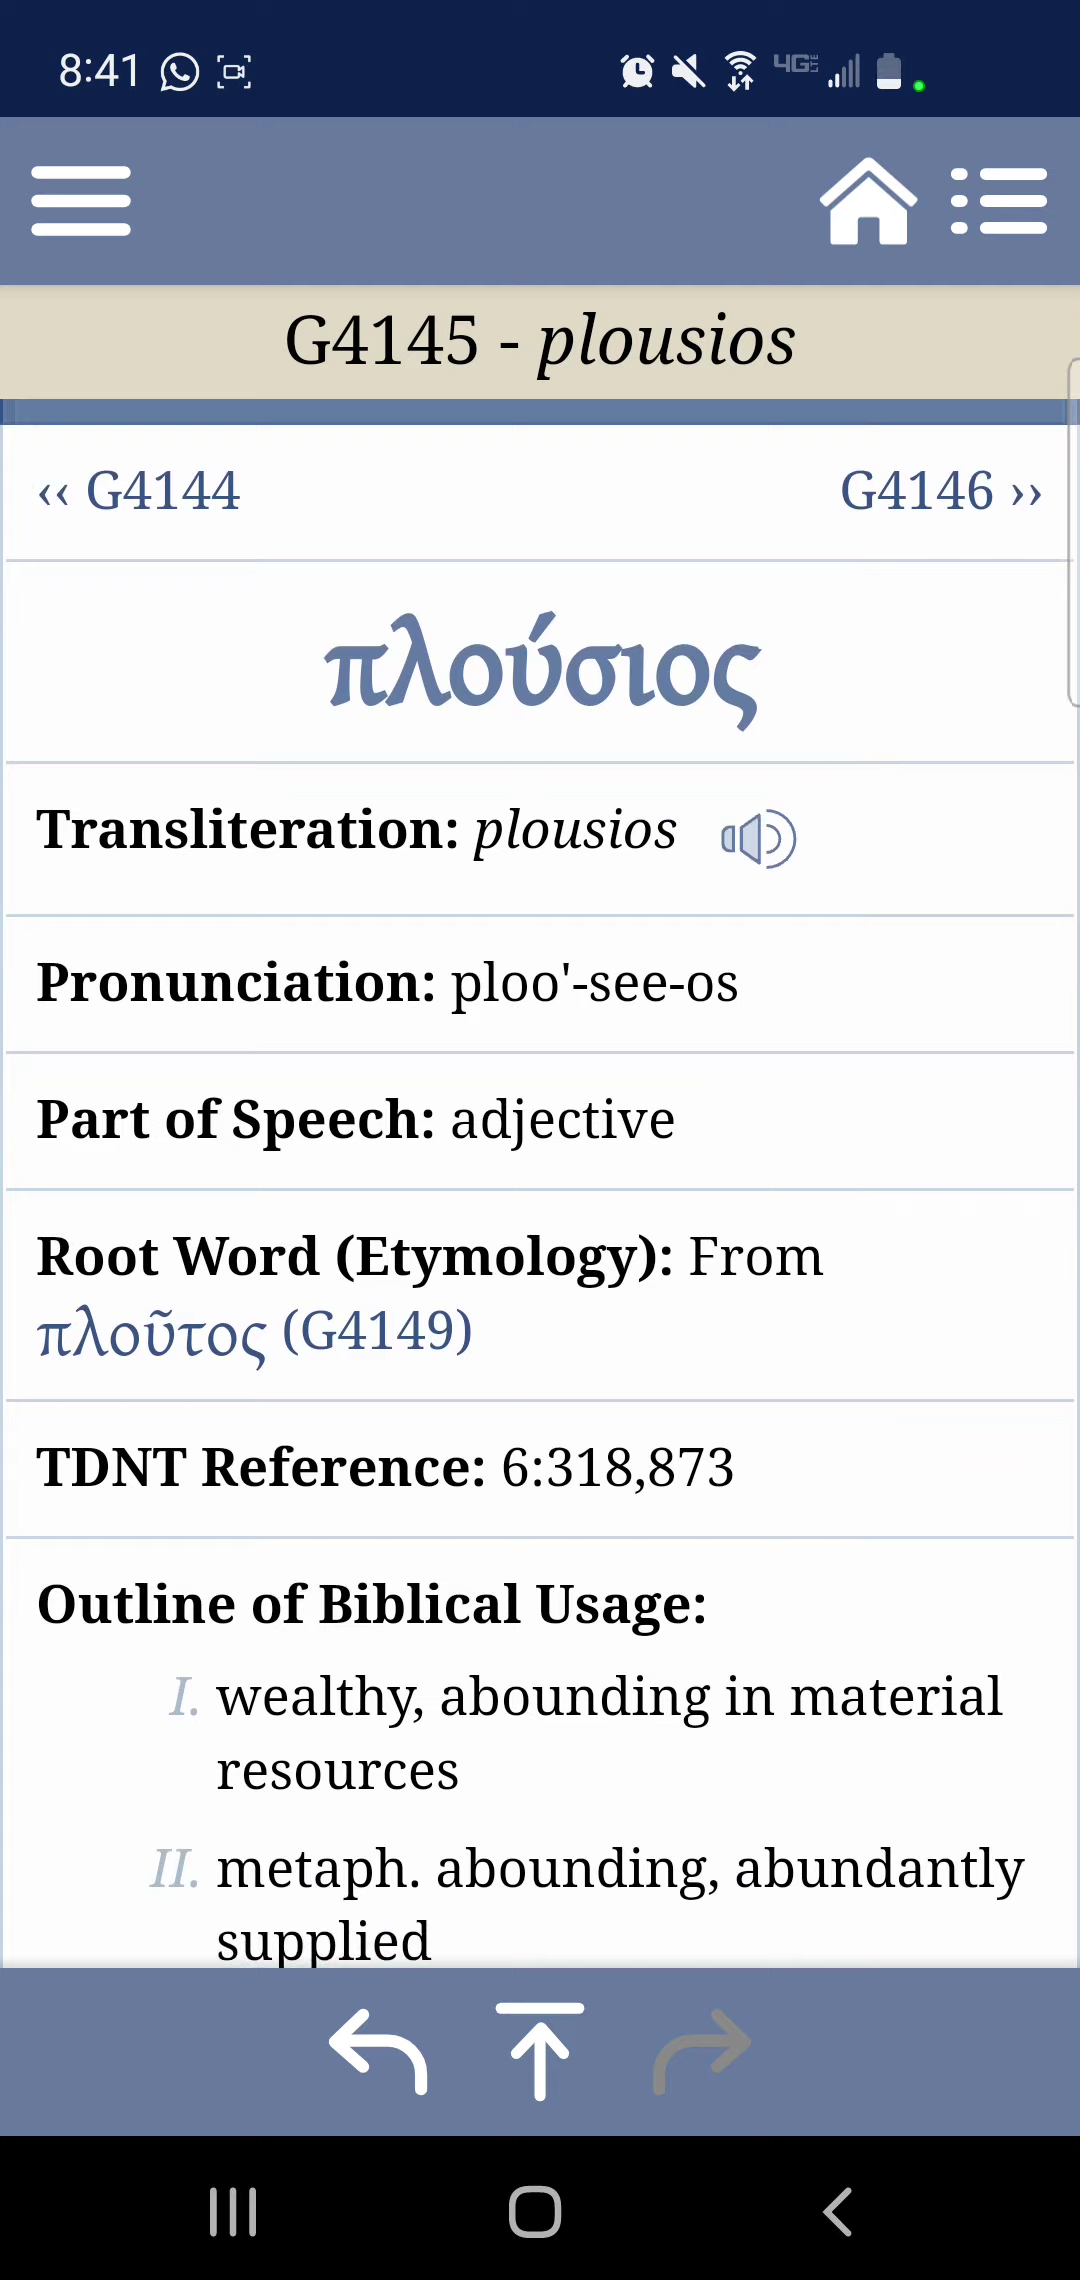 8:41
4G LTE
G4145 - plousios
‹‹ G4144
G4146 ››
πλούσιος
Transliteration: plousios
Pronunciation: ploo'-see-os
Part of Speech: adjective
Root Word (Etymology): From
πλοῦτος (G4149)
TDNT Reference: 6:318,873
Outline of Biblical Usage:
I. wealthy, abounding in material
resources
II. metaph. abounding, abundantly
supplied